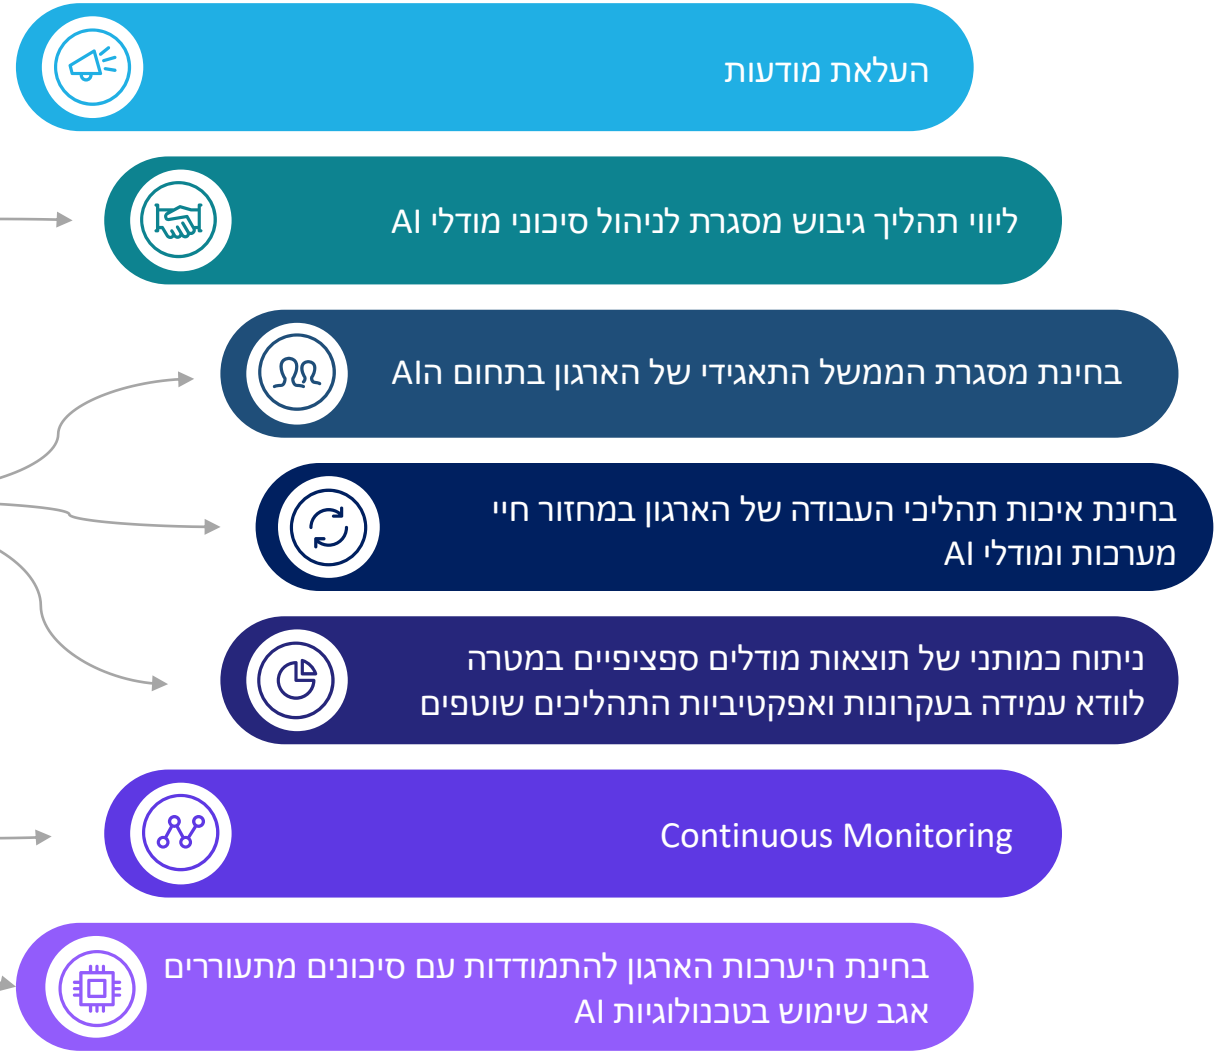 העלאת מודעות
ליווי תהליך גיבוש מסגרת לניהול סיכוני מודלי AI
בחינת מסגרת הממשל התאגידי של הארגון בתחום הAI
בחינת איכות תהליכי העבודה של הארגון במחזור חיי
מערכות ומודלי AI
ניתוח כמותני של תוצאות מודלים ספציפיים במטרה
לוודא עמידה בעקרונות ואפקטיביות התהליכים שוטפים
Continuous Monitoring
בחינת היערכות הארגון להתמודדות עם סיכונים מתעוררים
אגב שימוש בטכנולוגיות AI